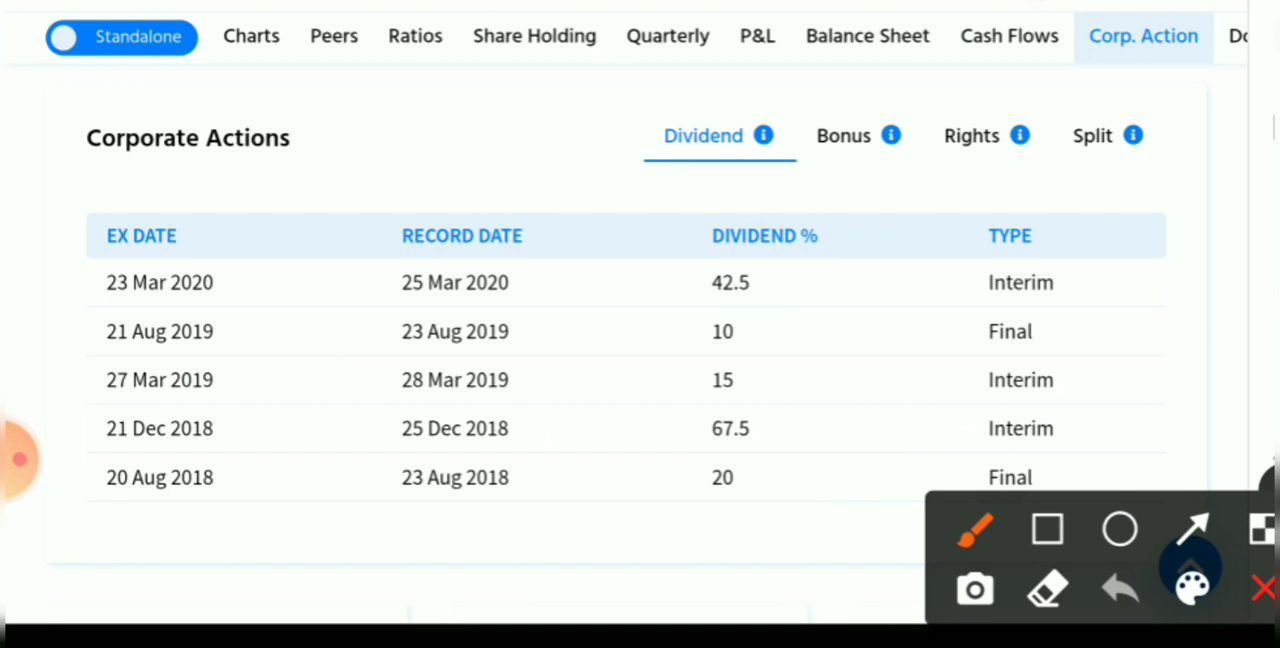 Standalone Charts Peers Ratios Share Holding Quarterly P&L Balance Sheet Cash Flows Corp. Action
Corporate Actions Dividend Bonus Rights Split
EX DATE RECORD DATE DIVIDEND % TYPE
23 Mar 2020 25 Mar 2020 42.5 Interim
21 Aug 2019 23 Aug 2019 10 Final
27 Mar 2019 28 Mar 2019 15 Interim
21 Dec 2018 25 Dec 2018 67.5 Interim
20 Aug 2018 23 Aug 2018 20 Final